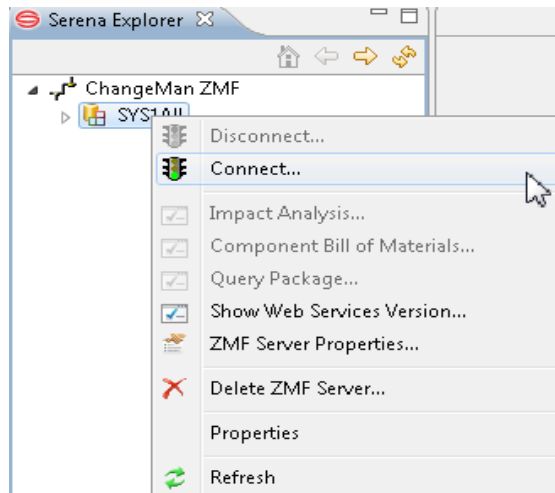 Serena Explorer
ChangeMan ZMF
Disconnect...
Connect...
Impact Analysis...
Component Bill of Materials...
Query Package...
Show Web Services Version...
ZMF Server Properties...
Delete ZMF Server...
Properties
Refresh